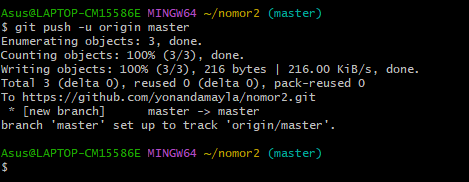 Asus@LAPTOP-CM15586E MINGW64 ~/nomor2 (master)
$ git push -u origin master
Enumerating objects: 3, done.
Counting objects: 100% (3/3), done.
Writing objects: 100% (3/3), 216 bytes | 216.00 KiB/s, done.
Total 3 (delta 0), reused 0 (delta 0), pack-reused 0
To https://github.com/yonandamayla/nomor2.git
 * [new branch]      master -> master
branch 'master' set up to track 'origin/master'.
Asus@LAPTOP-CM15586E MINGW64 ~/nomor2 (master)
$